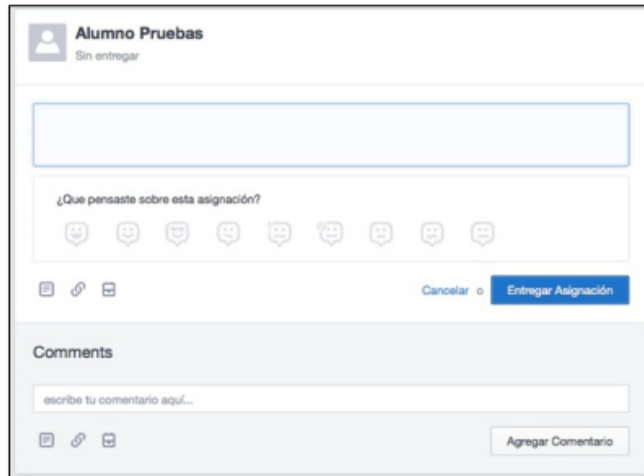 Alumno Pruebas
Sin entregar
¿Que pensaste sobre esta asignación?
Cancelar o Entregar Asignación
Comments
escribe tu comentario aquí...
Agregar Comentario